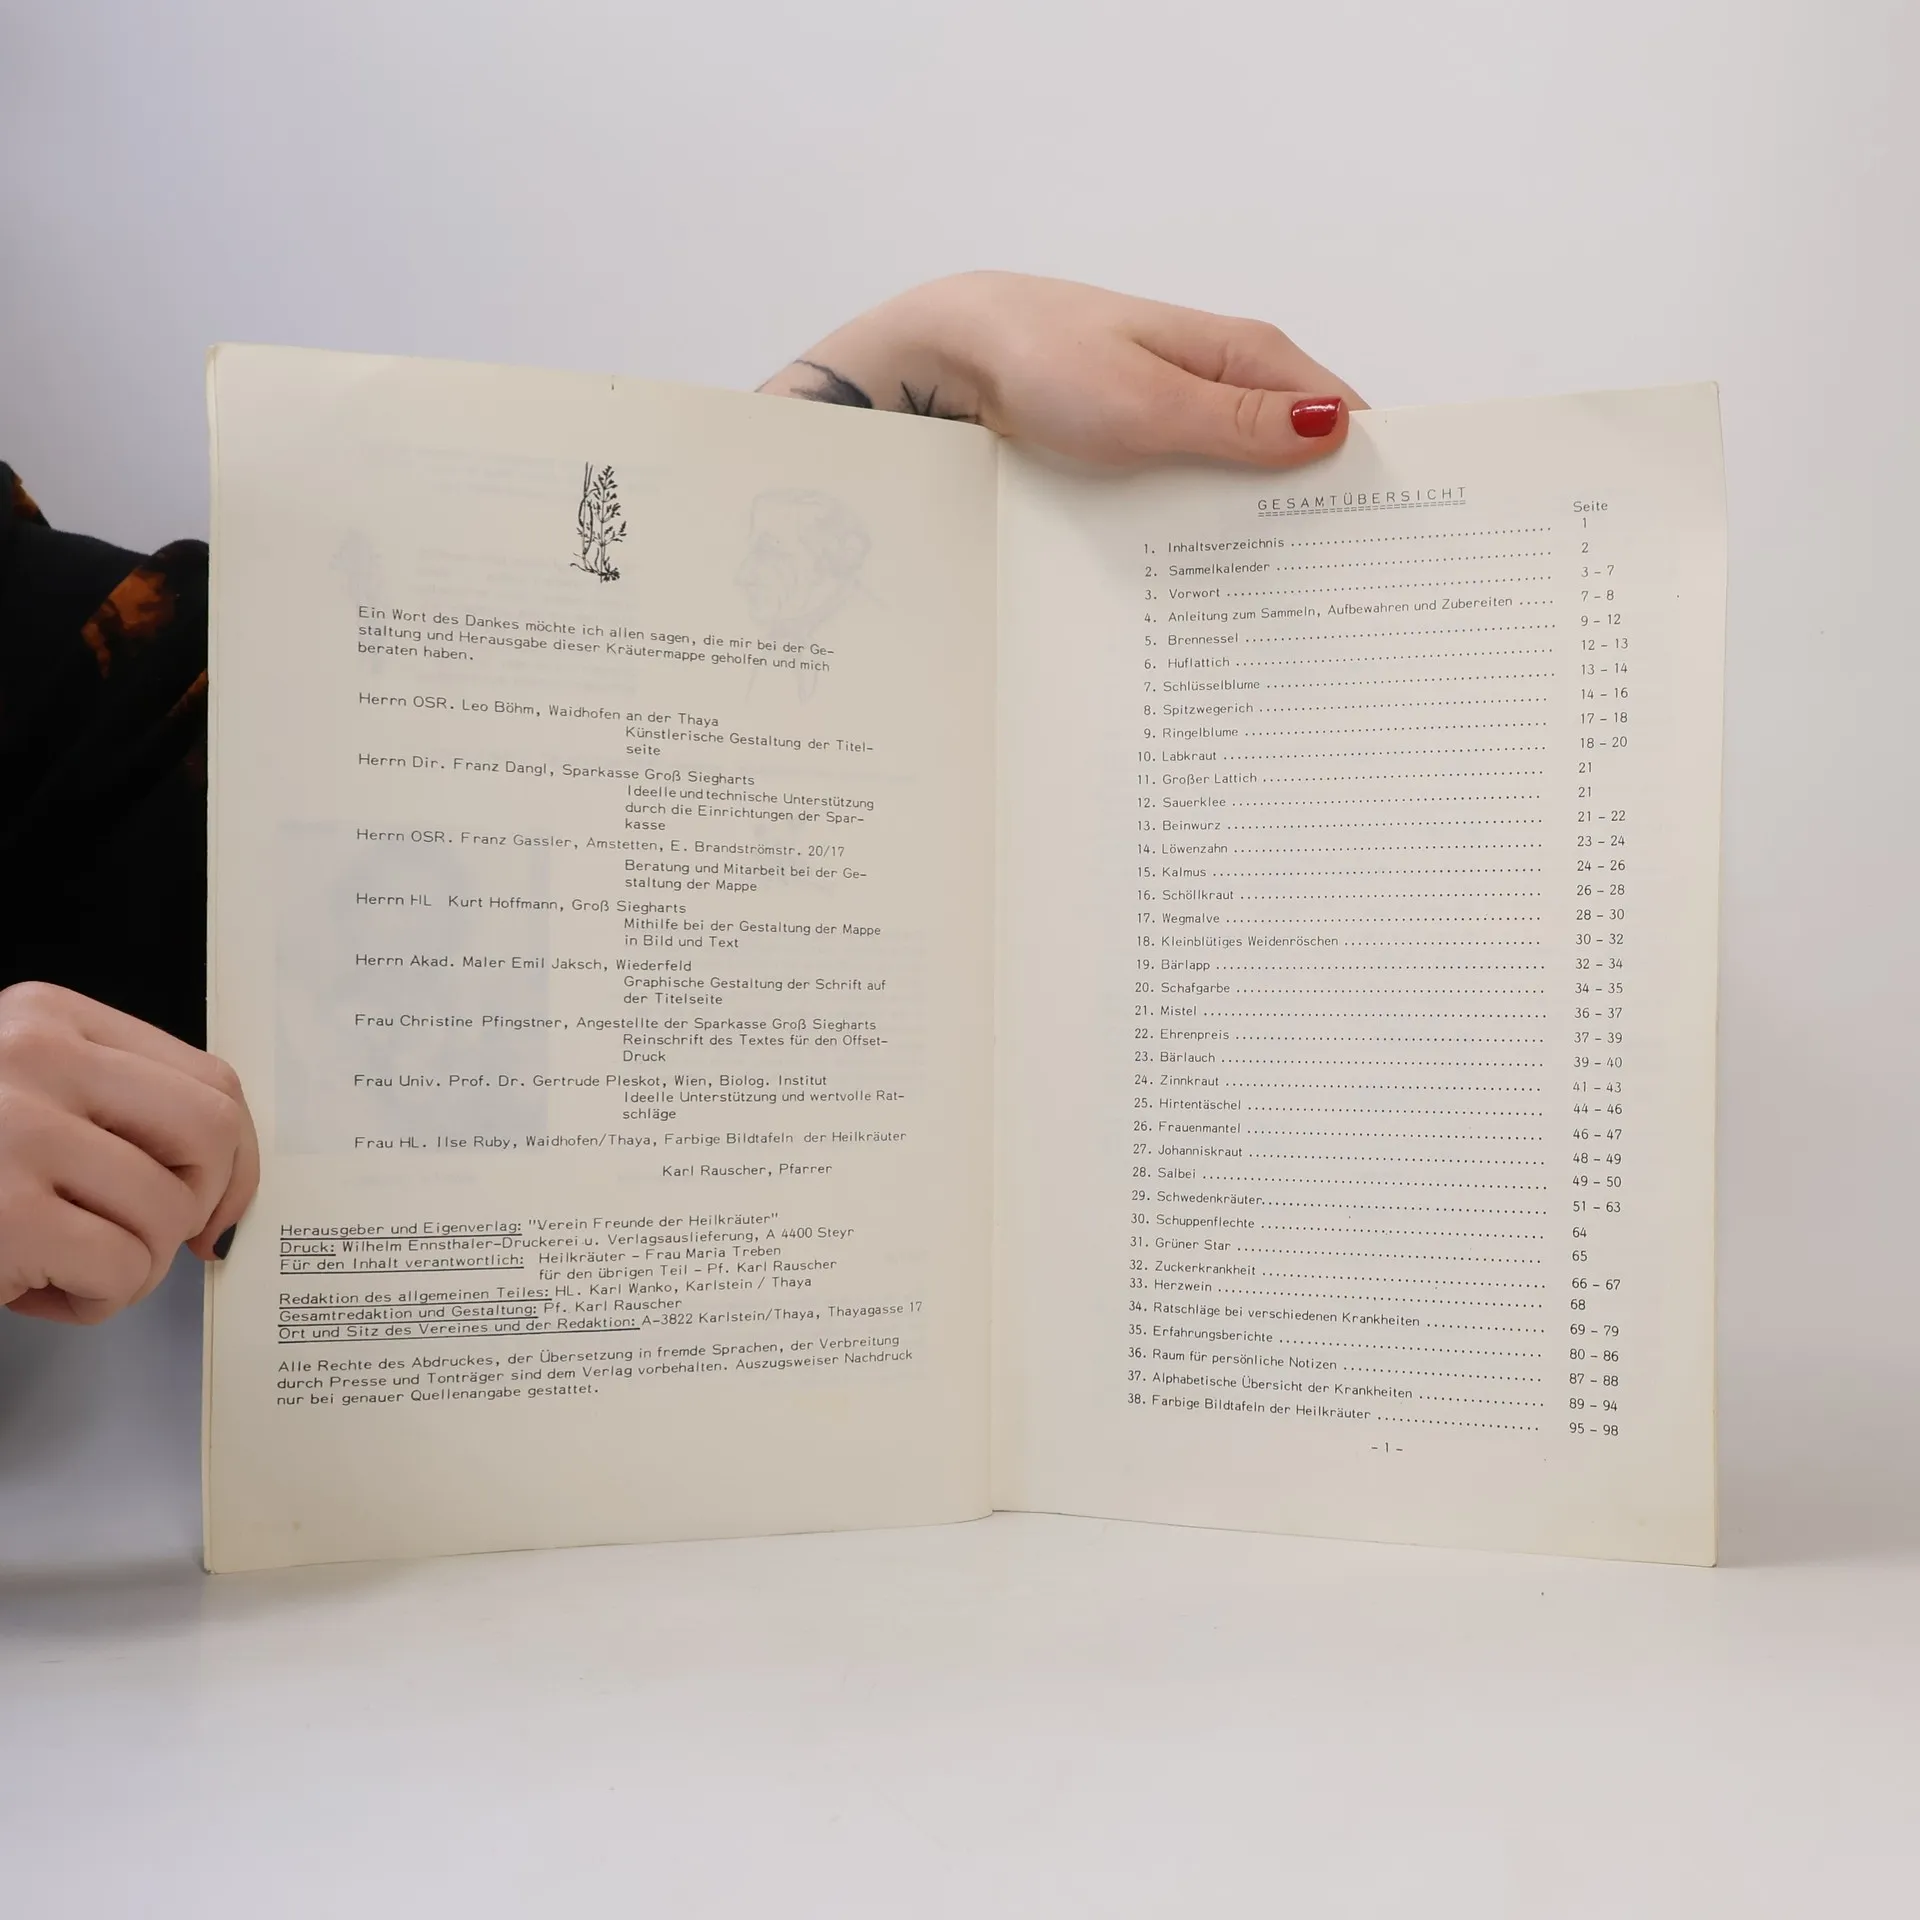 Ein Wort des Dankes möchte ich allen sagen, die mir bei der Ge-
staltung und Herausgabe dieser Kräutermappe geholfen und mich
beraten haben.
Herrn OSR. Leo Böhm, Waidhofen an der Thaya
Künstlerische Gestaltung der Titel-
seite
Herrn Dir. Franz Dangl, Sparkasse Groß Siegharts
Ideelle und technische Unterstützung
durch die Einrichtungen der Spar-
kasse
Herrn OSR. Franz Gassler, Amstetten, E. Brandströmstr. 20/17
Beratung und Mitarbeit bei der Ge-
staltung der Mappe
Herrn HL Kurt Hoffmann, Groß Siegharts
Mithilfe bei der Gestaltung der Mappe
in Bild und Text
Herrn Akad. Maler Emil Jaksch, Wiederfeld
Graphische Gestaltung der Schrift auf
der Titelseite
Frau Christine Pfingstner, Angestellte der Sparkasse Groß Siegharts
Reinschrift des Textes für den Offset-
Druck
Frau Univ. Prof. Dr. Gertrude Pleskot, Wien, Biolog. Institut
Ideelle Unterstützung und wertvolle Rat-
schläge
Frau HL. Ilse Ruby, Waidhofen/Thaya, Farbige Bildtafeln der Heilkräuter
Karl Rauscher, Pfarrer
Herausgeber und Eigenverlag: "Verein Freunde der Heilkräuter"
Druck: Wilhelm Ennsthaler-Druckerei u. Verlagsauslieferung, A 4400 Steyr
Für den Inhalt verantwortlich: Heilkräuter - Frau Maria Treben
für den übrigen Teil - Pf. Karl Rauscher
Redaktion des allgemeinen Teiles: HL. Karl Wanko, Karlstein / Thaya
Gesamtredaktion und Gestaltung: Pf. Karl Rauscher
Ort und Sitz des Vereines und der Redaktion: A-3822 Karlstein/Thaya, Thayagasse 17
Alle Rechte des Abdruckes, der Übersetzung in fremde Sprachen, der Verbreitung
durch Presse und Tonträger sind dem Verlag vorbehalten. Auszugsweiser Nachdruck
nur bei genauer Quellenangabe gestattet.
GESAMTÜBERSICHT
Seite
1. Inhaltsverzeichnis ........ 1
2. Sammelkalender ........ 2
3. Vorwort ........ 3 - 7
4. Anleitung zum Sammeln, Aufbewahren und Zubereiten ..... 7 - 8
5. Brennessel ........ 9 - 12
6. Huflattich ........ 12 - 13
7. Schlüsselblume ........ 13 - 14
8. Spitzwegerich ........ 14 - 16
9. Ringelblume ........ 17 - 18
10. Labkraut ........ 18 - 20
11. Großer Lattich ........ 21
12. Sauerklee ........ 21
13. Beinwurz ........ 21 - 22
14. Löwenzahn ........ 23 - 24
15. Kalmus ........ 24 - 26
16. Schöllkraut ........ 26 - 28
17. Wegmalve ........ 28 - 30
18. Kleinblütiges Weidenröschen ........ 30 - 32
19. Bärlapp ........ 32 - 34
20. Schafgarbe ........ 34 - 35
21. Mistel ........ 36 - 37
22. Ehrenpreis ........ 37 - 39
23. Bärlauch ........ 39 - 40
24. Zinnkraut ........ 41 - 43
25. Hirtentäschel ........ 44 - 46
26. Frauenmantel ........ 46 - 47
27. Johanniskraut ........ 48 - 49
28. Salbei ........ 49 - 50
29. Schwedenkräuter........ 51 - 63
30. Schuppenflechte ........ 64
31. Grüner Star ........ 65
32. Zuckerkrankheit ........ 66 - 67
33. Herzwein ........ 68
34. Ratschläge bei verschiedenen Krankheiten ........ 69 - 79
35. Erfahrungsberichte ........ 80 - 86
36. Raum für persönliche Notizen ........ 87 - 88
37. Alphabetische Übersicht der Krankheiten ........ 89 - 94
38. Farbige Bildtafeln der Heilkräuter ........ 95 - 98
- 1 -